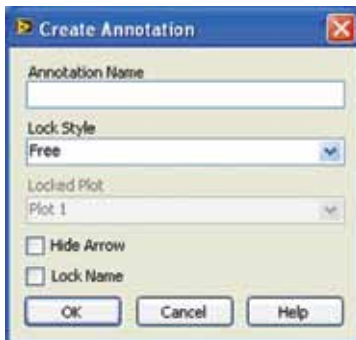 Create Annotation
Annotation Name
Lock Style
Free
Locked Plot
Plot 1
Hide Arrow
Lock Name
OK Cancel Help